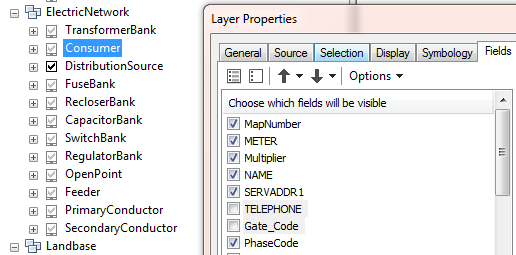 ElectricNetwork
TransformerBank
Consumer
DistributionSource
FuseBank
RecloserBank
CapacitorBank
SwitchBank
RegulatorBank
OpenPoint
Feeder
PrimaryConductor
SecondaryConductor
Landbase
Layer Properties
General Source Selection Display Symbology Fields
Options
Choose which fields will be visible
MapNumber
METER
Multiplier
NAME
SERVADDR1
TELEPHONE
Gate_Code
PhaseCode